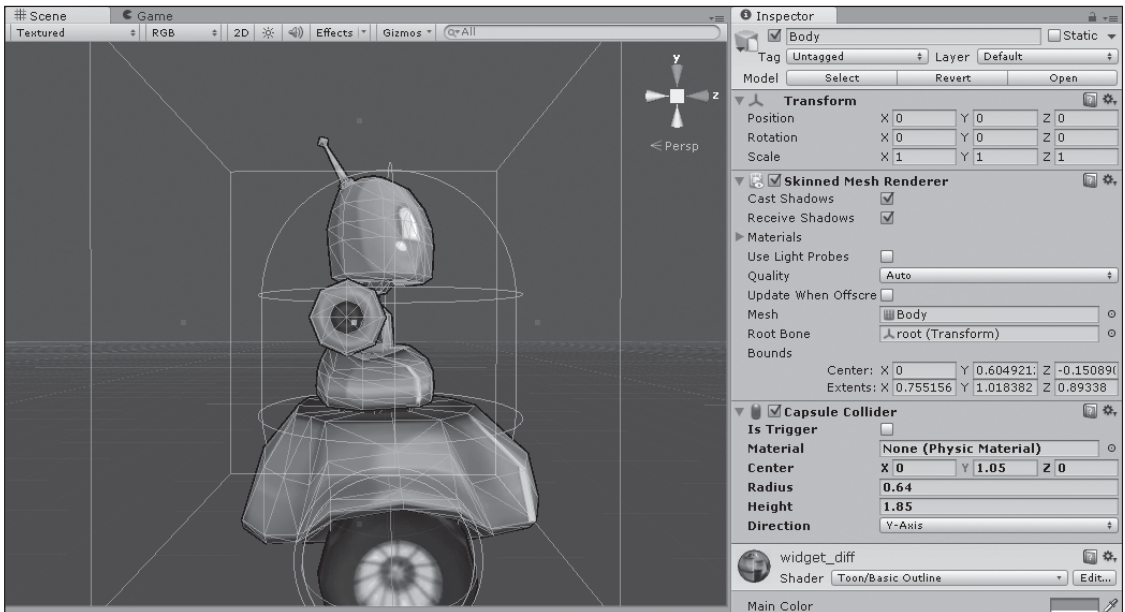 Scene
Game
Textured RGB 2D Effects Gizmos All
y
z
Persp
Inspector
Body Static
Tag Untagged Layer Default
Model Select Revert Open
Transform
Position X 0 Y 0 Z 0
Rotation X 0 Y 0 Z 0
Scale X 1 Y 1 Z 1
Skinned Mesh Renderer
Cast Shadows
Receive Shadows
Materials
Use Light Probes
Quality Auto
Update When Offscre
Mesh Body
Root Bone root (Transform)
Bounds
Center: X 0 Y 0.604921 Z -0.15089
Extents: X 0.755156 Y 1.018382 Z 0.89338
Capsule Collider
Is Trigger
Material None (Physic Material)
Center X 0 Y 1.05 Z 0
Radius 0.64
Height 1.85
Direction Y-Axis
widget_diff
Shader Toon/Basic Outline Edit...
Main Color